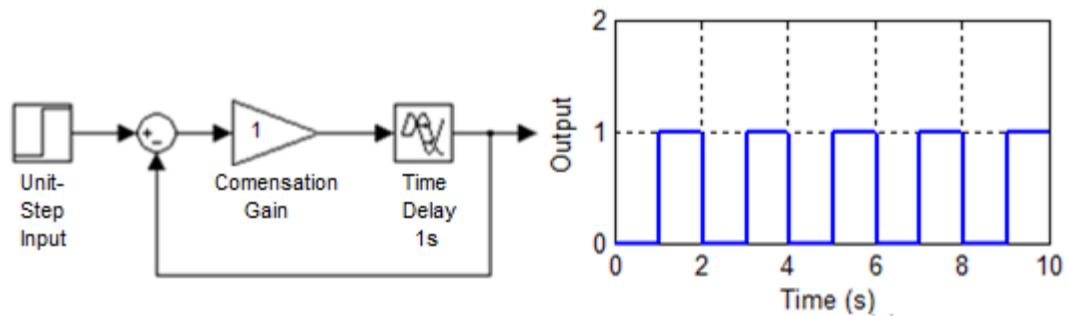 Unit-
Step
Input
+
-
1
Comensation
Gain
Time
Delay
1s
Output
2
1
0
0 2 4 6 8 10
Time (s)